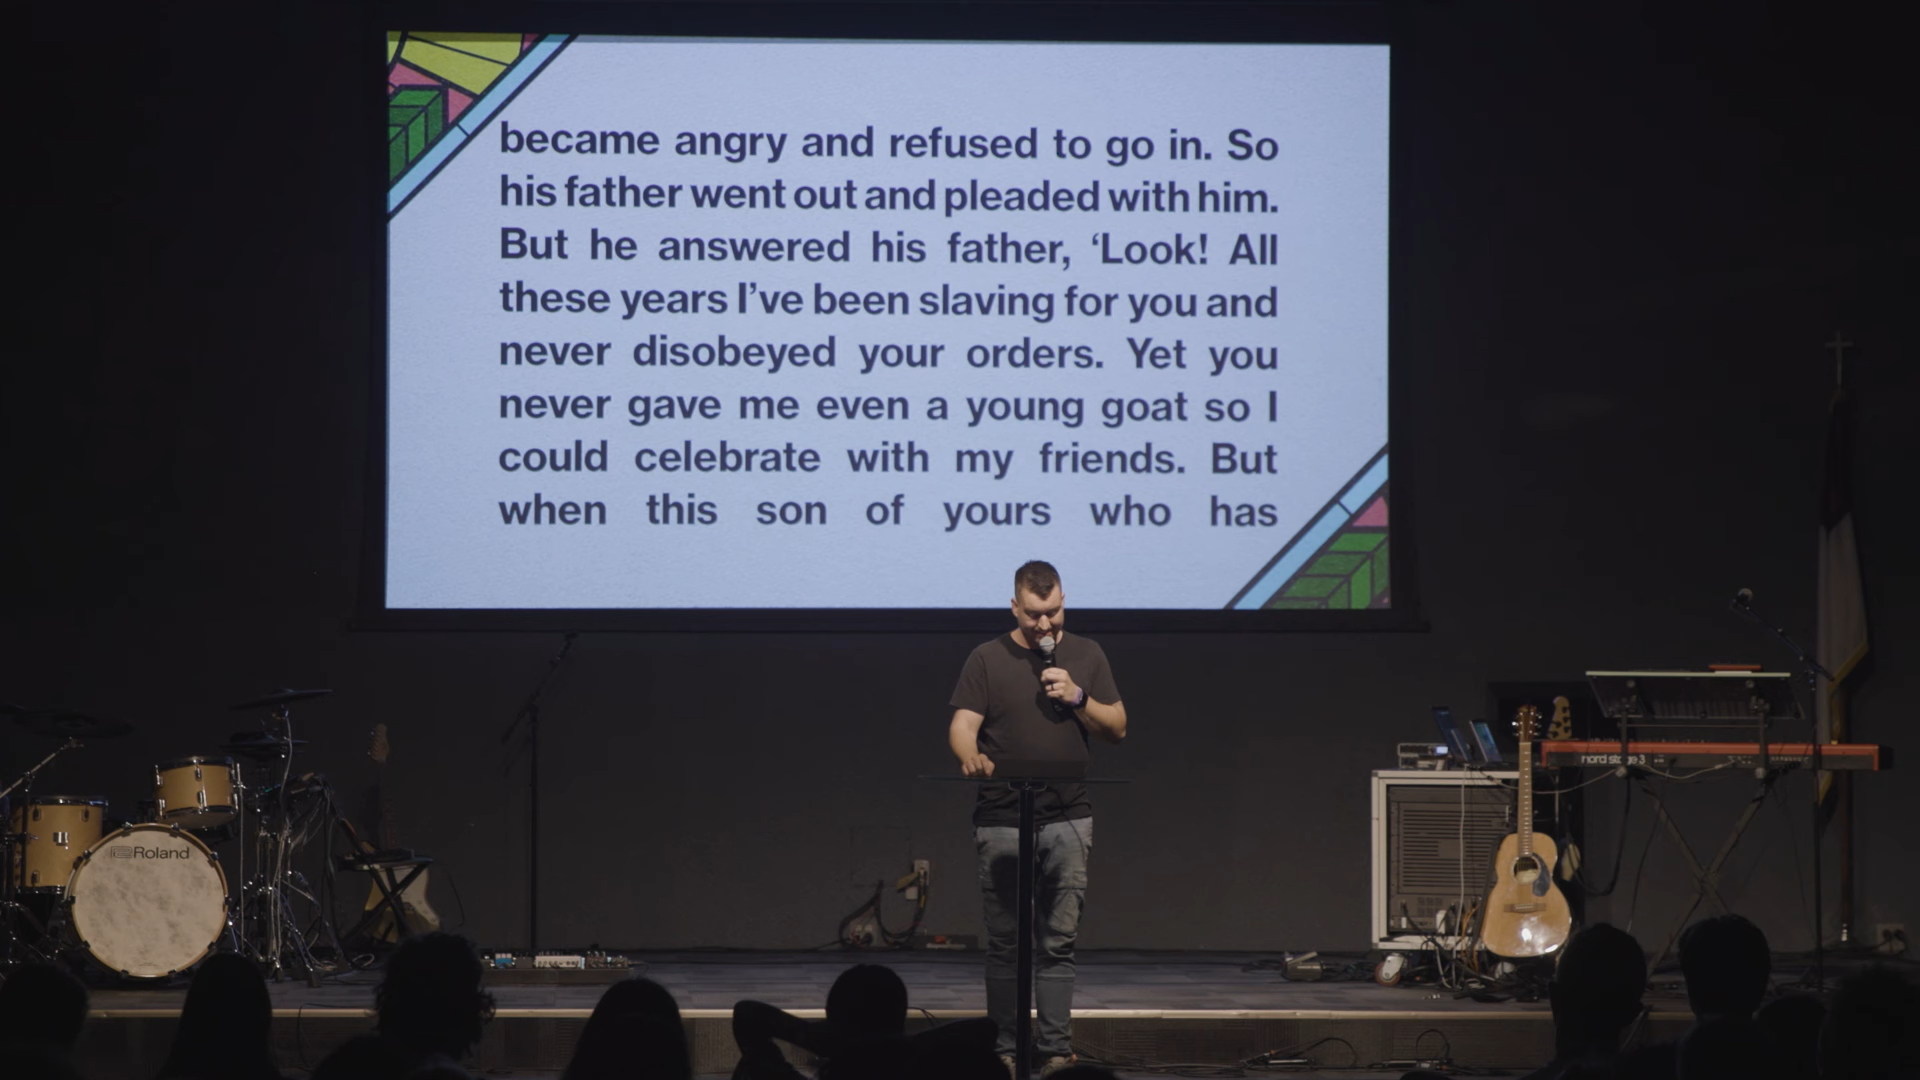 became angry and refused to go in. So
his father went out and pleaded with him.
But he answered his father, ‘Look! All
these years I’ve been slaving for you and
never disobeyed your orders. Yet you
never gave me even a young goat so I
could celebrate with my friends. But
when this son of yours who has
nord stage 3
Roland